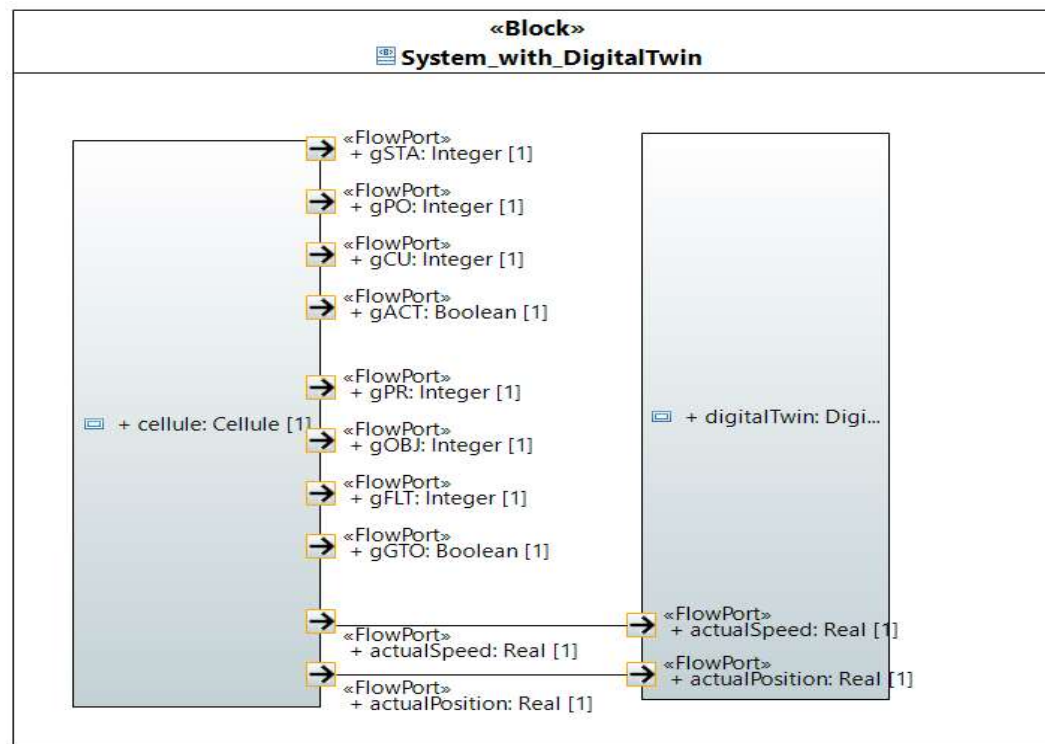 «Block»
System_with_DigitalTwin
«FlowPort»
+ gSTA: Integer [1]
«FlowPort»
+ gPO: Integer [1]
«FlowPort»
+ gCU: Integer [1]
«FlowPort»
+ gACT: Boolean [1]
«FlowPort»
+ gPR: Integer [1]
+ cellule: Cellule [1]
+ digitalTwin: Digi...
«FlowPort»
+ gOBJ: Integer [1]
«FlowPort»
+ gFLT: Integer [1]
«FlowPort»
+ gGTO: Boolean [1]
«FlowPort»
+ actualSpeed: Real [1]
«FlowPort»
+ actualSpeed: Real [1]
«FlowPort»
+ actualPosition: Real [1]
«FlowPort»
+ actualPosition: Real [1]